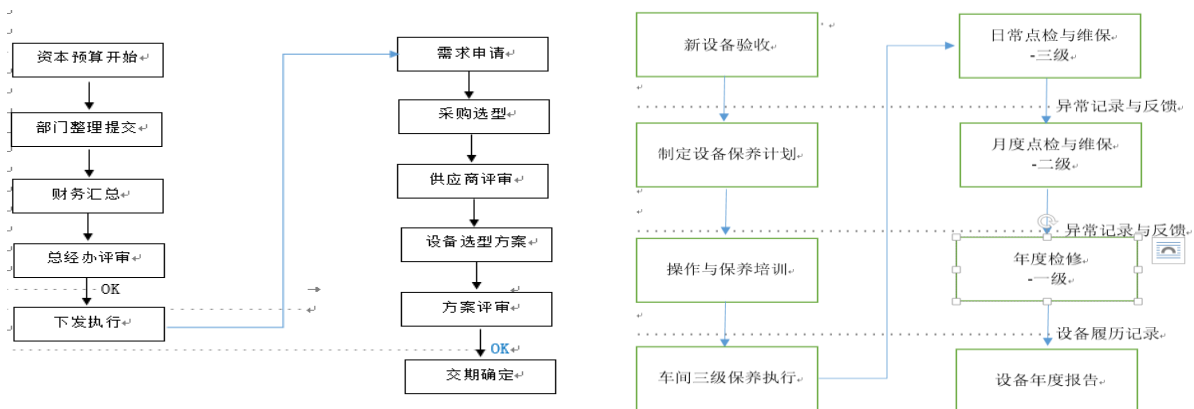 资本预算开始
部门整理提交
财务汇总
总经办评审
OK
下发执行
需求申请
采购选型
供应商评审
设备选型方案
方案评审
OK
交期确定
新设备验收
制定设备保养计划
操作与保养培训
车间三级保养执行
日常点检与维保
-三级
异常记录与反馈
月度点检与维保
-二级
异常记录与反馈
年度检修
-一级
设备履历记录
设备年度报告